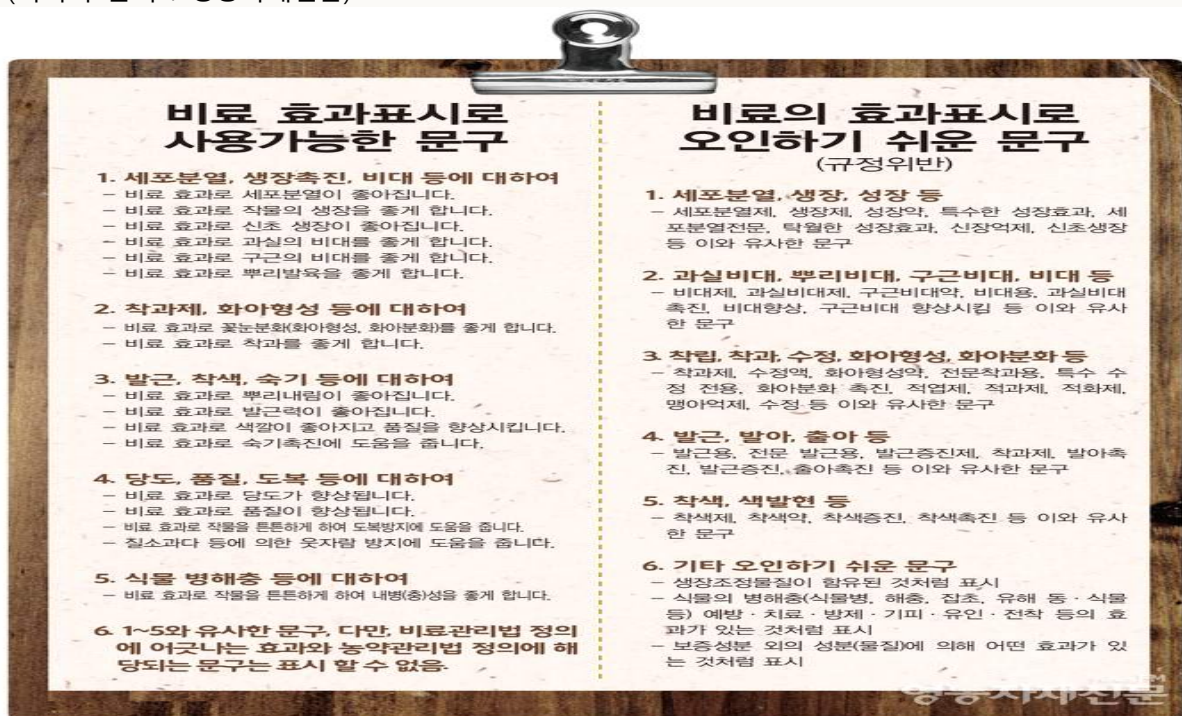 비료 효과표시로
사용가능한 문구
1. 세포분열, 생장촉진, 비대 등에 대하여
- 비료 효과로 세포분열이 좋아집니다.
- 비료 효과로 작물의 생장을 좋게 합니다.
- 비료 효과로 신초 생장이 좋아집니다.
- 비료 효과로 과실의 비대를 좋게 합니다.
- 비료 효과로 구근의 비대를 좋게 합니다.
- 비료 효과로 뿌리발육을 좋게 합니다.
2. 착과제, 화아형성 등에 대하여
- 비료 효과로 꽃눈분화(화아형성, 화아분화)를 좋게 합니다.
- 비료 효과로 착과를 좋게 합니다.
3. 발근, 착색, 숙기 등에 대하여
- 비료 효과로 뿌리내림이 좋아집니다.
- 비료 효과로 발근력이 좋아집니다.
- 비료 효과로 색깔이 좋아지고 품질을 향상시킵니다.
- 비료 효과로 숙기촉진에 도움을 줍니다.
4. 당도, 품질, 도복 등에 대하여
- 비료 효과로 당도가 향상됩니다.
- 비료 효과로 품질이 향상됩니다.
- 비료 효과로 작물을 튼튼하게 하여 도복방지에 도움을 줍니다.
- 질소과다 등에 의한 웃자람 방지에 도움을 줍니다.
5. 식물 병해충 등에 대하여
- 비료 효과로 작물을 튼튼하게 하여 내병(충)성을 좋게 합니다.
6. 1~5와 유사한 문구, 다만, 비료관리법 정의
에 어긋나는 효과와 농약관리법 정의에 해
당되는 문구는 표시 할 수 없음.
비료의 효과표시로
오인하기 쉬운 문구
(규정위반)
1. 세포분열, 생장, 성장 등
- 세포분열제, 생장제, 성장약, 특수한 성장효과, 세
포분열전문, 탁월한 성장효과, 신장억제, 신초생장
등 이와 유사한 문구
2. 과실비대, 뿌리비대, 구근비대, 비대 등
- 비대제, 과실비대제, 구근비대약, 비대용, 과실비대
촉진, 비대향상, 구근비대 향상시킴 등 이와 유사
한 문구
3. 착립, 착과, 수정, 화아형성, 화아분화 등
- 착과제, 수정액, 화아형성약, 전문착과용, 특수 수
정 전용, 화아분화 촉진, 적엽제, 적과제, 적화제,
맹아억제, 수정 등 이와 유사한 문구
4. 발근, 발아, 출아 등
- 발근용, 전문 발근용, 발근증진제, 착과제, 발아촉
진, 발근증진, 출아촉진 등 이와 유사한 문구
5. 착색, 색발현 등
- 착색제, 착색약, 착색증진, 착색촉진 등 이와 유사
한 문구
6. 기타 오인하기 쉬운 문구
- 생장조정물질이 함유된 것처럼 표시
- 식물의 병해충(식물병, 해충, 잡초, 유해 동·식물
등) 예방·치료·방제·기피·유인·전착 등의 효
과가 있는 것처럼 표시
- 보증성분 외의 성분(물질)에 의해 어떤 효과가 있
는 것처럼 표시
영농자재신문